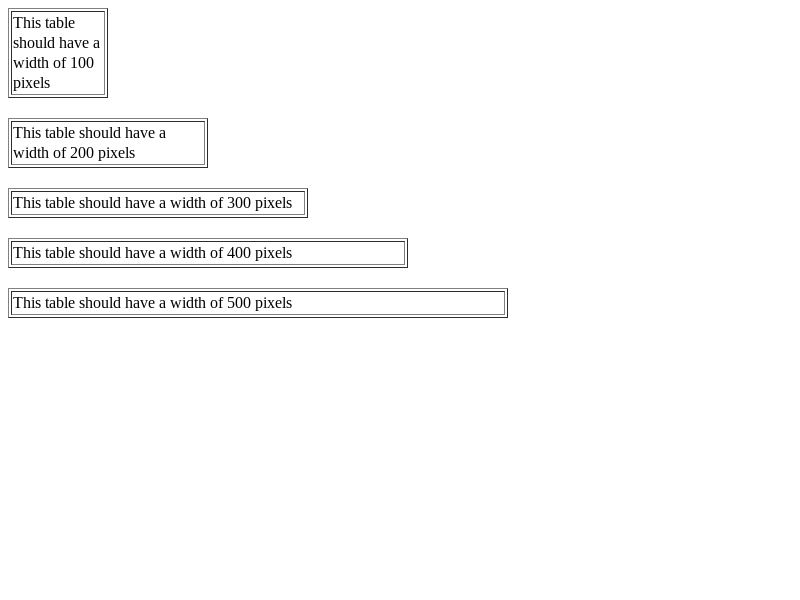 This table
should have a
width of 100
pixels
This table should have a
width of 200 pixels
This table should have a width of 300 pixels
This table should have a width of 400 pixels
This table should have a width of 500 pixels